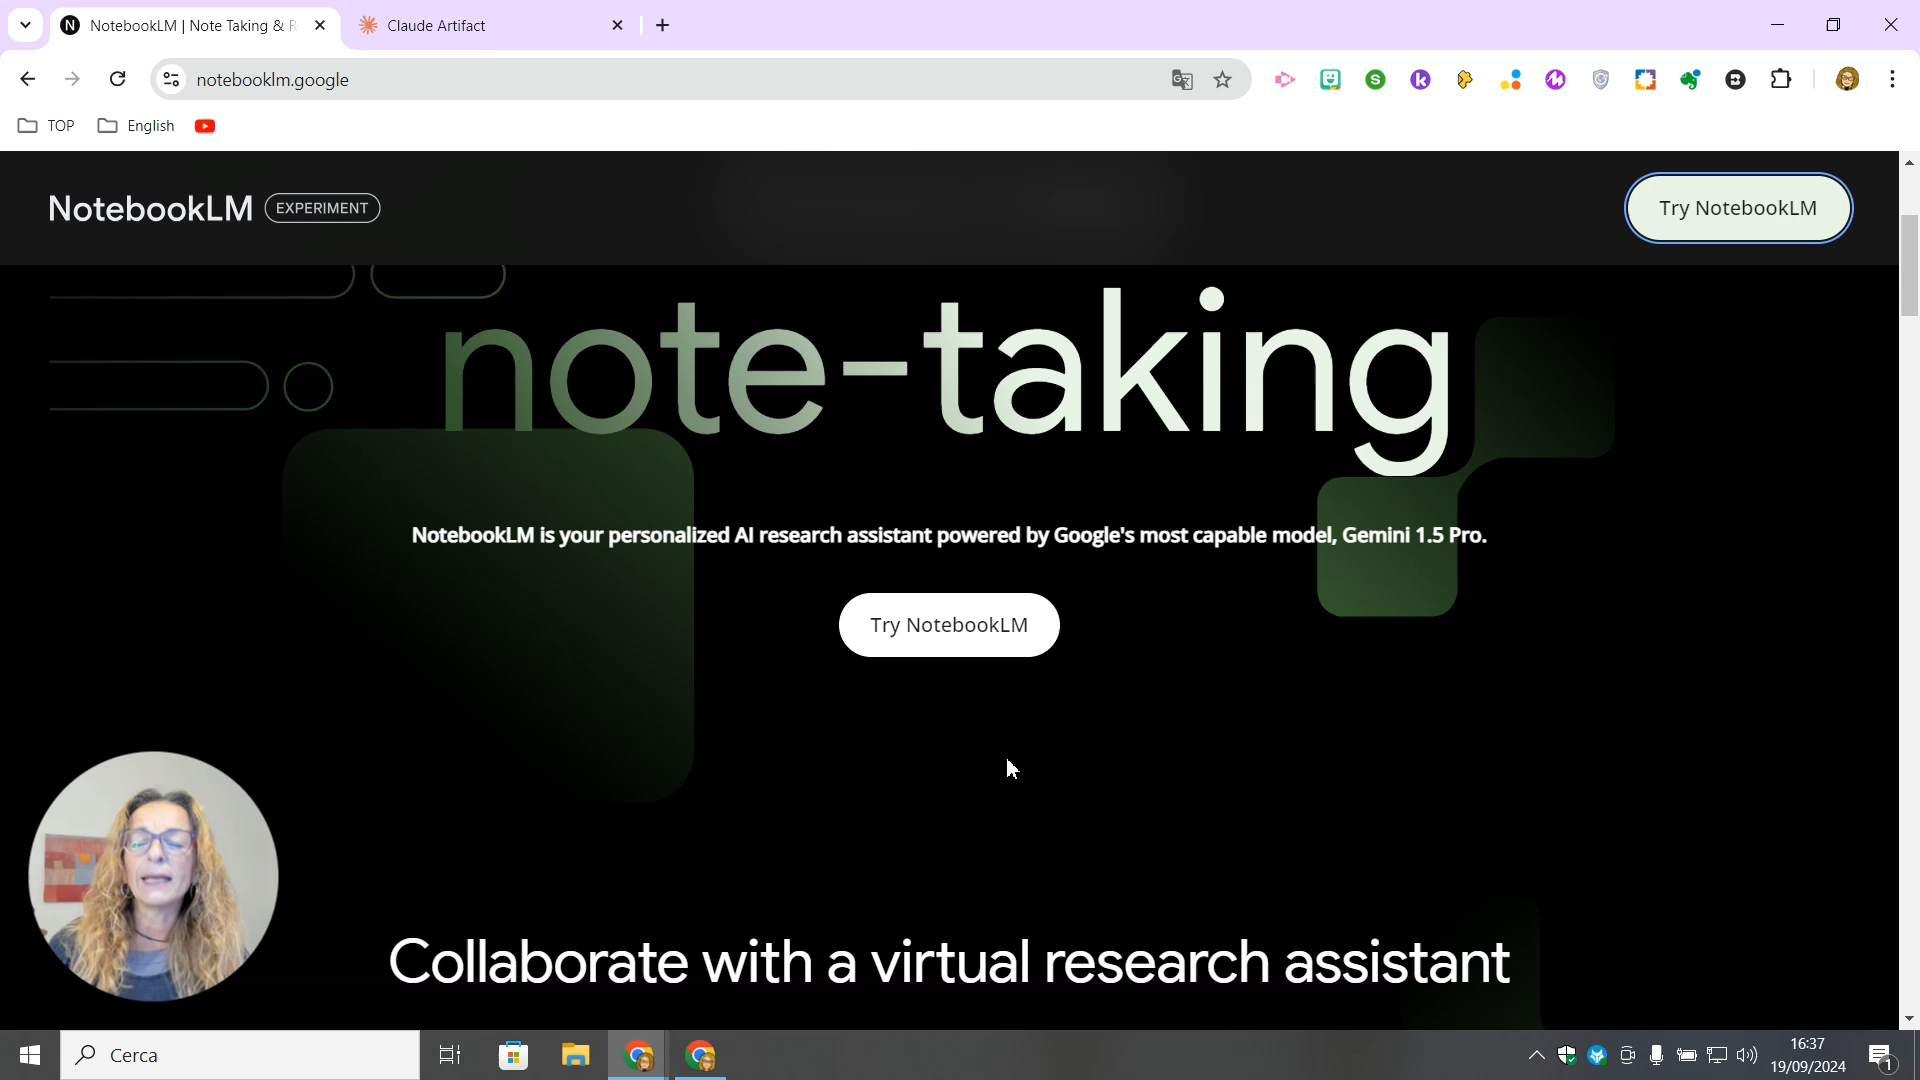 NotebookLM | Note Taking & R
Claude Artifact
notebooklm.google
TOP
English
NotebookLM
EXPERIMENT
Try NotebookLM
note-taking
NotebookLM is your personalized AI research assistant powered by Google's most capable model, Gemini 1.5 Pro.
Try NotebookLM
Collaborate with a virtual research assistant
Cerca
16:37
19/09/2024
1